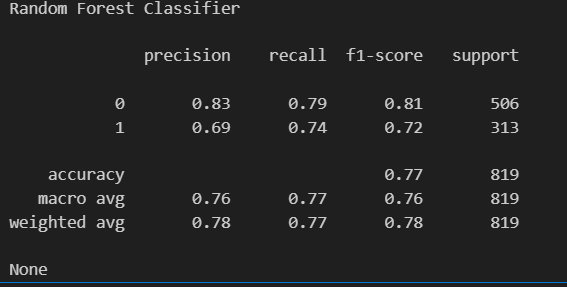 Random Forest Classifier
precision recall f1-score support
0 0.83 0.79 0.81 506
1 0.69 0.74 0.72 313
accuracy 0.77 819
macro avg 0.76 0.77 0.76 819
weighted avg 0.78 0.77 0.78 819
None